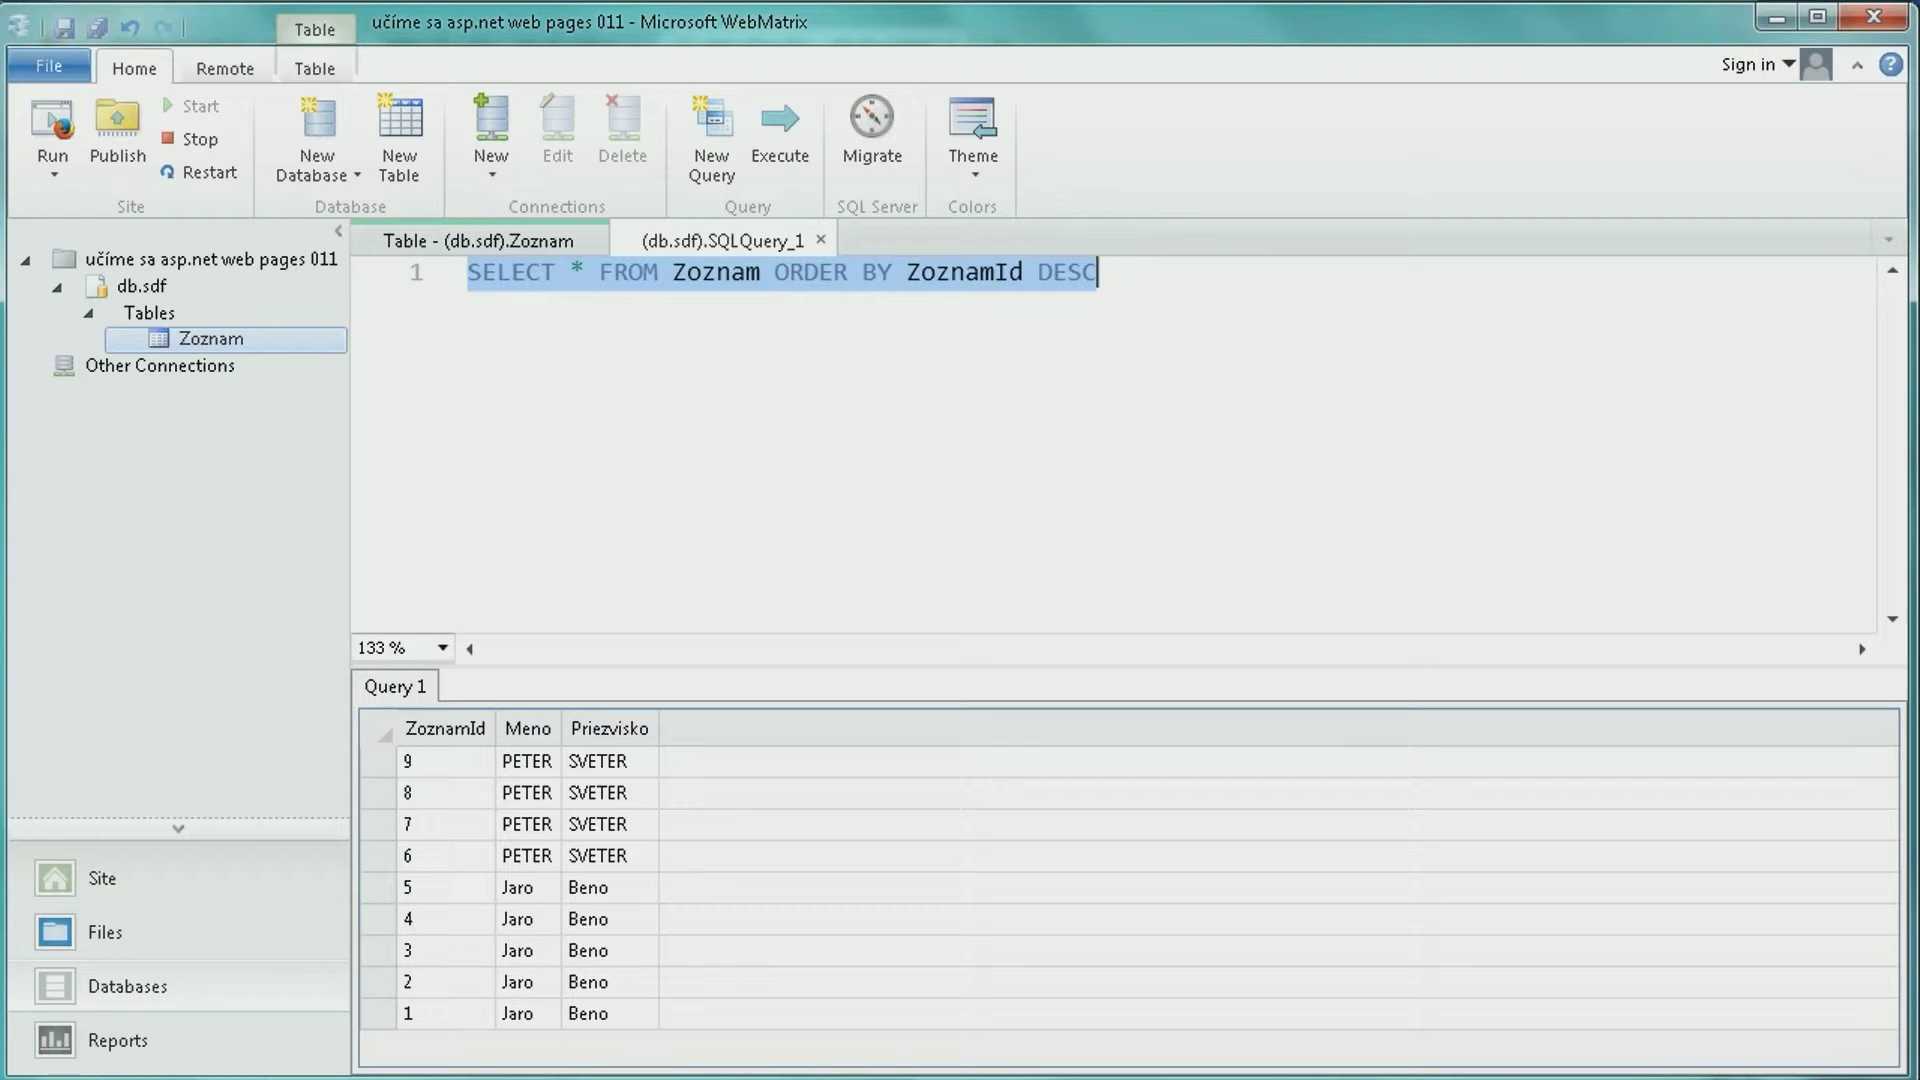 Table
učíme sa asp.net web pages 011 - Microsoft WebMatrix
File
Home
Remote
Table
Sign in
Run
Publish
Start
Stop
Restart
New Database
New Table
New
Edit
Delete
New Query
Execute
Migrate
Theme
Site
Database
Connections
Query
SQL Server
Colors
učíme sa asp.net web pages 011
db.sdf
Tables
Zoznam
Other Connections
Table - (db.sdf).Zoznam
(db.sdf).SQLQuery_1
1 SELECT * FROM Zoznam ORDER BY ZoznamId DESC
133 %
Query 1
ZoznamId Meno Priezvisko
9 PETER SVETER
8 PETER SVETER
7 PETER SVETER
6 PETER SVETER
5 Jaro Beno
4 Jaro Beno
3 Jaro Beno
2 Jaro Beno
1 Jaro Beno
Site
Files
Databases
Reports